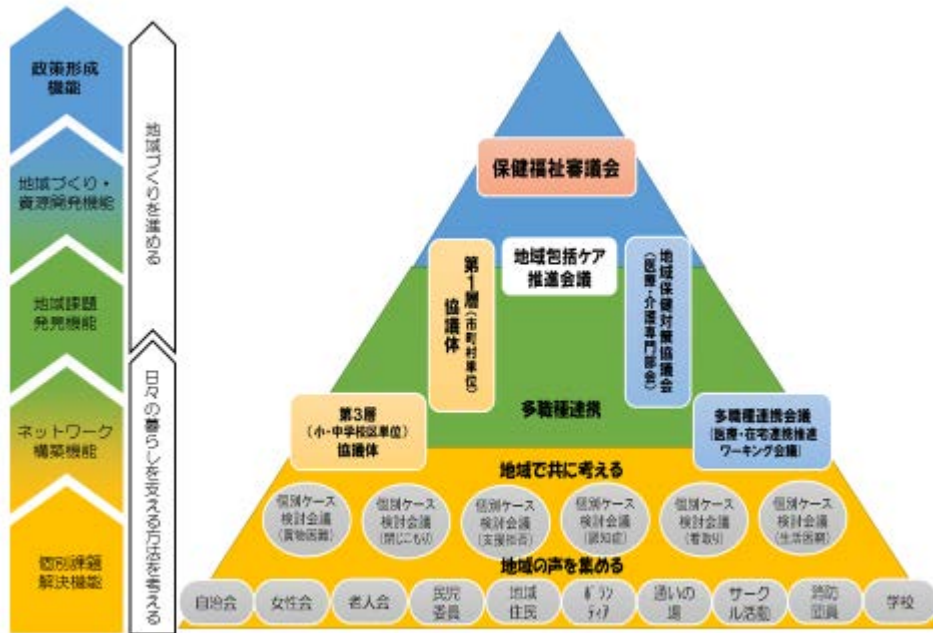 政策形成
機能
地域づくり・
資源開発機能
地域課題
発見機能
ネットワーク
構築機能
個別課題
解決機能
地域づくりを進める
日々の暮らしを支える方法を考える
保健福祉審議会
地域包括ケア
推進会議
第1層(市町村単位)
協議体
地域保健対策協議会
(医療・介護専門部会)
多職種連携
第3層
(小・中学校区単位)
協議体
多職種連携会議
(医療・在宅連携推進
ワーキング会議)
地域で共に考える
個別ケース
検討会議
(買物困難)
個別ケース
検討会議
(閉じこもり)
個別ケース
検討会議
(支援拒否)
個別ケース
検討会議
(認知症)
個別ケース
検討会議
(看取り)
個別ケース
検討会議
(生活困窮)
地域の声を集める
自治会
女性会
老人会
民児
委員
地域
住民
ボラン
ティア
通いの
場
サーク
ル活動
消防
団員
学校